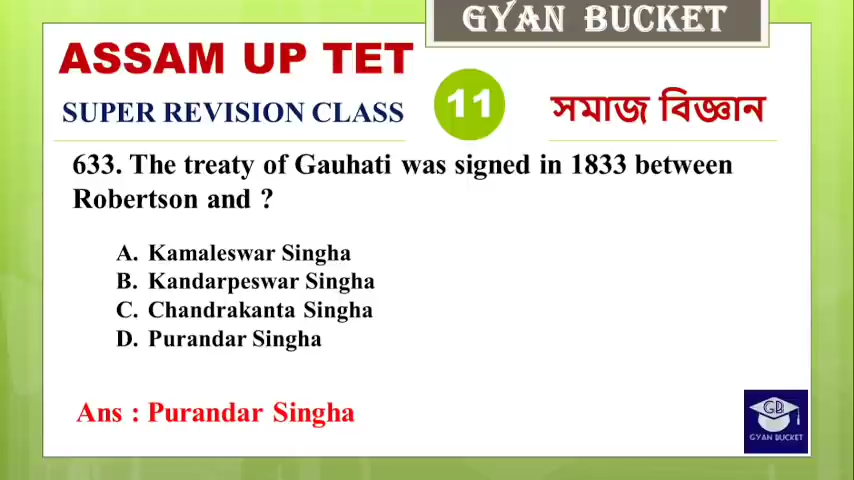 GYAN BUCKET
ASSAM UP TET
SUPER REVISION CLASS
11
সমাজ বিজ্ঞান
633. The treaty of Gauhati was signed in 1833 between
Robertson and ?
A. Kamaleswar Singha
B. Kandarpeswar Singha
C. Chandrakanta Singha
D. Purandar Singha
Ans : Purandar Singha
GB
GYAN BUCKET